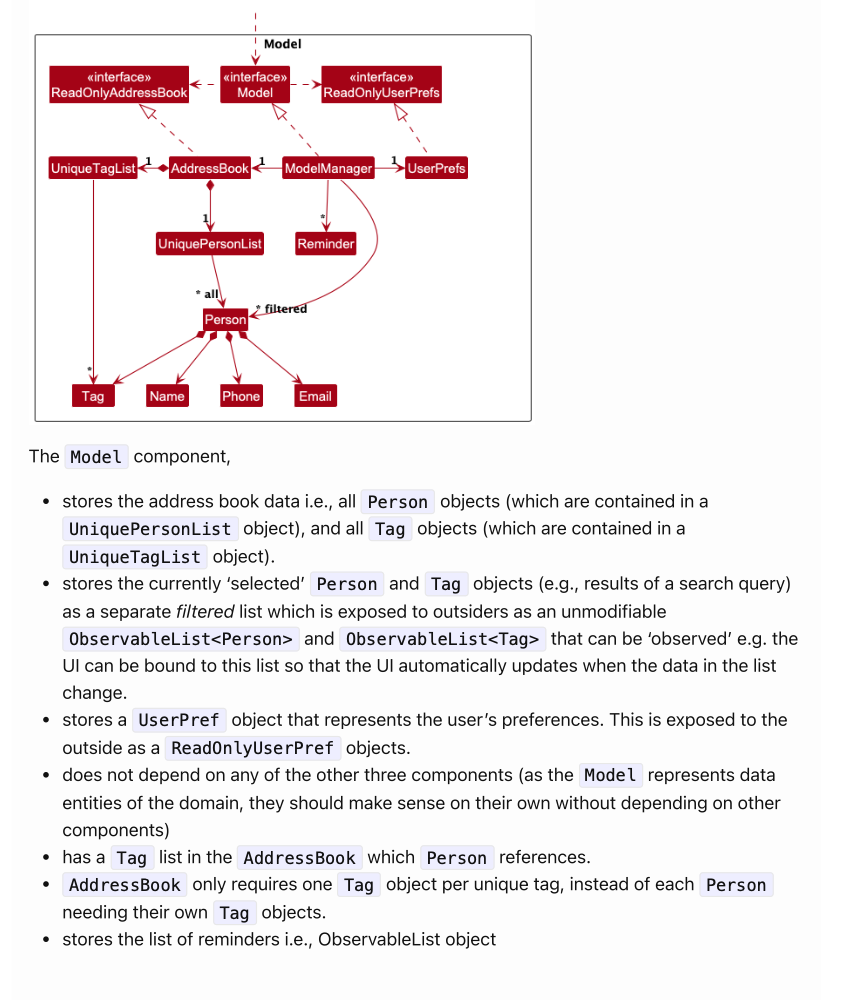 Model
«interface»
ReadOnlyAddressBook
«interface»
Model
«interface»
ReadOnlyUserPrefs
UniqueTagList
1
AddressBook
1
ModelManager
1
UserPrefs
1
UniquePersonList
*
Reminder
* all
* filtered
Person
*
Tag
Name
Phone
Email
The Model component,
• stores the address book data i.e., all Person objects (which are contained in a
UniquePersonList object), and all Tag objects (which are contained in a
UniqueTagList object).
• stores the currently ‘selected’ Person and Tag objects (e.g., results of a search query)
as a separate filtered list which is exposed to outsiders as an unmodifiable
ObservableList<Person> and ObservableList<Tag> that can be ‘observed’ e.g. the
UI can be bound to this list so that the UI automatically updates when the data in the list
change.
• stores a UserPref object that represents the user’s preferences. This is exposed to the
outside as a ReadOnlyUserPref objects.
• does not depend on any of the other three components (as the Model represents data
entities of the domain, they should make sense on their own without depending on other
components)
• has a Tag list in the AddressBook which Person references.
• AddressBook only requires one Tag object per unique tag, instead of each Person
needing their own Tag objects.
• stores the list of reminders i.e., ObservableList object